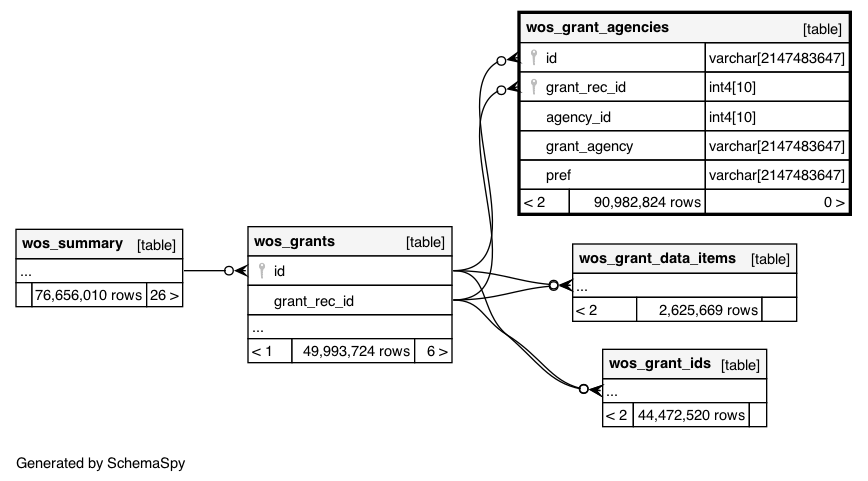 wos_grant_agencies [table]
id varchar[2147483647]
grant_rec_id int4[10]
agency_id int4[10]
grant_agency varchar[2147483647]
pref varchar[2147483647]
< 2 90,982,824 rows 0 >
wos_summary [table]
...
76,656,010 rows 26 >
wos_grants [table]
id
grant_rec_id
...
< 1 49,993,724 rows 6 >
wos_grant_data_items [table]
...
< 2 2,625,669 rows
wos_grant_ids [table]
...
< 2 44,472,520 rows
Generated by SchemaSpy